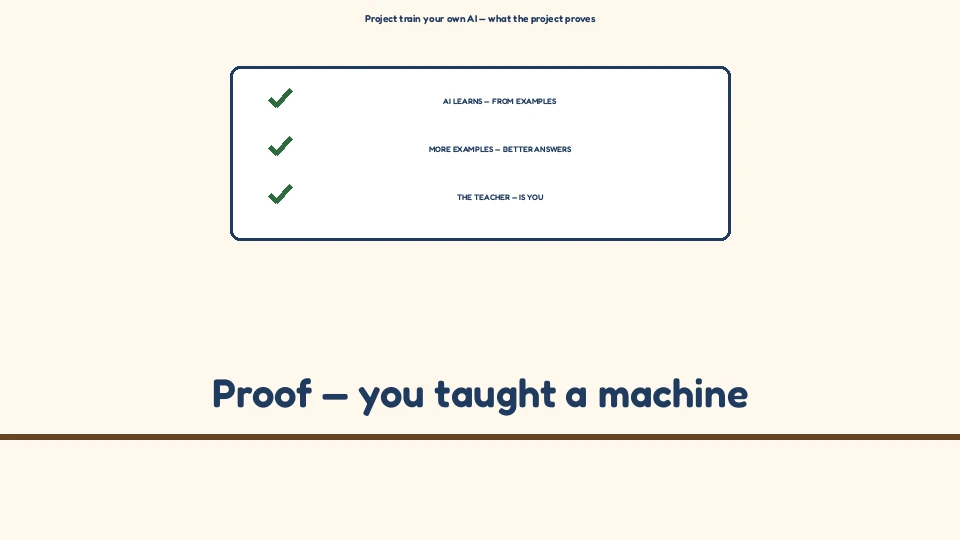 Project train your own AI — what the project proves
AI LEARNS — FROM EXAMPLES
MORE EXAMPLES — BETTER ANSWERS
THE TEACHER — IS YOU
Proof — you taught a machine